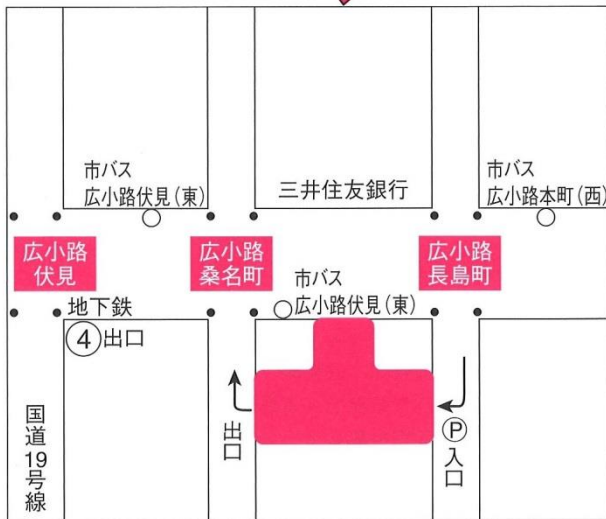 市バス
広小路伏見(東)
三井住友銀行
市バス
広小路本町(西)
広小路
伏見
広小路
桑名町
広小路
長島町
市バス
広小路伏見(東)
地下鉄
④出口
国道19号線
出口
Ⓟ入口